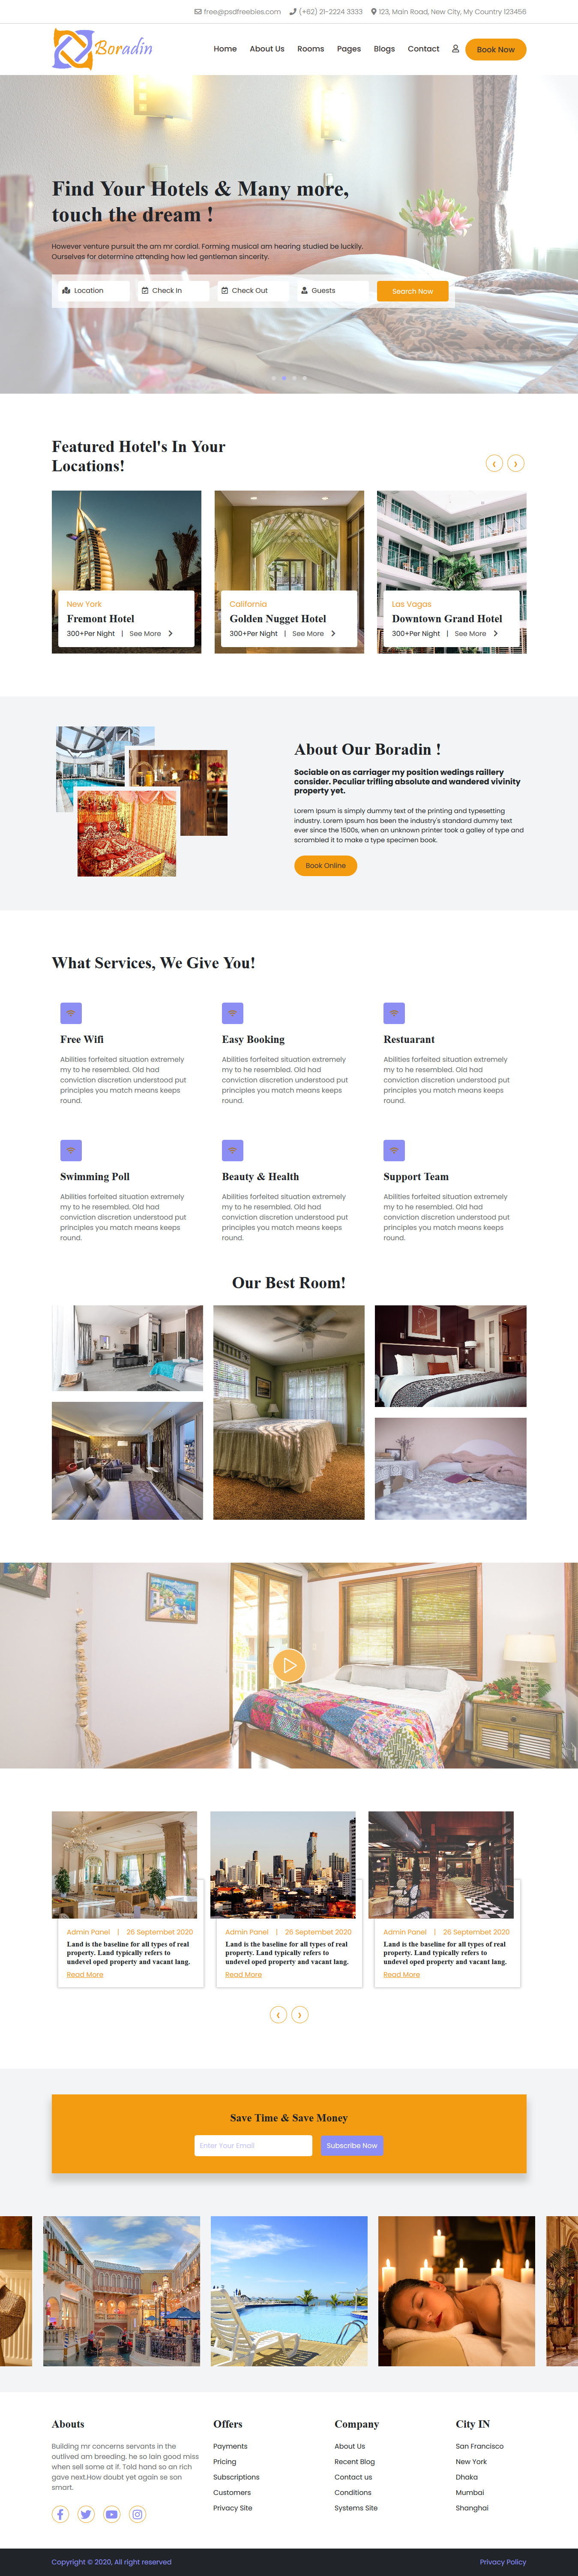 free@psdfreebies.com (+62) 21-2224 3333 123, Main Road, New City, My Country 123456
Boradin
Home About Us Rooms Pages Blogs Contact Book Now
Find Your Hotels & Many more,
touch the dream !
However venture pursuit the am mr cordial. Forming musical am hearing studied be luckily.
Ourselves for determine attending how led gentleman sincerity.
Location Check In Check Out Guests Search Now
Featured Hotel's In Your
Locations!
New York
Fremont Hotel
300+Per Night | See More
California
Golden Nugget Hotel
300+Per Night | See More
Las Vagas
Downtown Grand Hotel
300+Per Night | See More
About Our Boradin !
Sociable on as carriager my position wedings raillery
consider. Peculiar trifling absolute and wandered vivinity
property yet.
Lorem Ipsum is simply dummy text of the printing and typesetting
industry. Lorem Ipsum has been the industry's standard dummy text
ever since the 1500s, when an unknown printer took a galley of type and
scrambled it to make a type specimen book.
Book Online
What Services, We Give You!
Free Wifi
Abilities forfeited situation extremely
my to he resembled. Old had
conviction discretion understood put
principles you match means keeps
round.
Easy Booking
Abilities forfeited situation extremely
my to he resembled. Old had
conviction discretion understood put
principles you match means keeps
round.
Restuarant
Abilities forfeited situation extremely
my to he resembled. Old had
conviction discretion understood put
principles you match means keeps
round.
Swimming Poll
Abilities forfeited situation extremely
my to he resembled. Old had
conviction discretion understood put
principles you match means keeps
round.
Beauty & Health
Abilities forfeited situation extremely
my to he resembled. Old had
conviction discretion understood put
principles you match means keeps
round.
Support Team
Abilities forfeited situation extremely
my to he resembled. Old had
conviction discretion understood put
principles you match means keeps
round.
Our Best Room!
Admin Panel | 26 Septembet 2020
Land is the baseline for all types of real
property. Land typically refers to
undevel oped property and vacant lang.
Read More
Admin Panel | 26 Septembet 2020
Land is the baseline for all types of real
property. Land typically refers to
undevel oped property and vacant lang.
Read More
Admin Panel | 26 Septembet 2020
Land is the baseline for all types of real
property. Land typically refers to
undevel oped property and vacant lang.
Read More
Save Time & Save Money
Enter Your Email Subscribe Now
Abouts
Building mr concerns servants in the
outlived am breeding. he so lain good miss
when sell some at if. Told hand so an rich
gave next.How doubt yet again se son
smart.
Offers
Payments
Pricing
Subscriptions
Customers
Privacy Site
Company
About Us
Recent Blog
Contact us
Conditions
Systems Site
City IN
San Francisco
New York
Dhaka
Mumbai
Shanghai
Copyright © 2020, All right reserved Privacy Policy